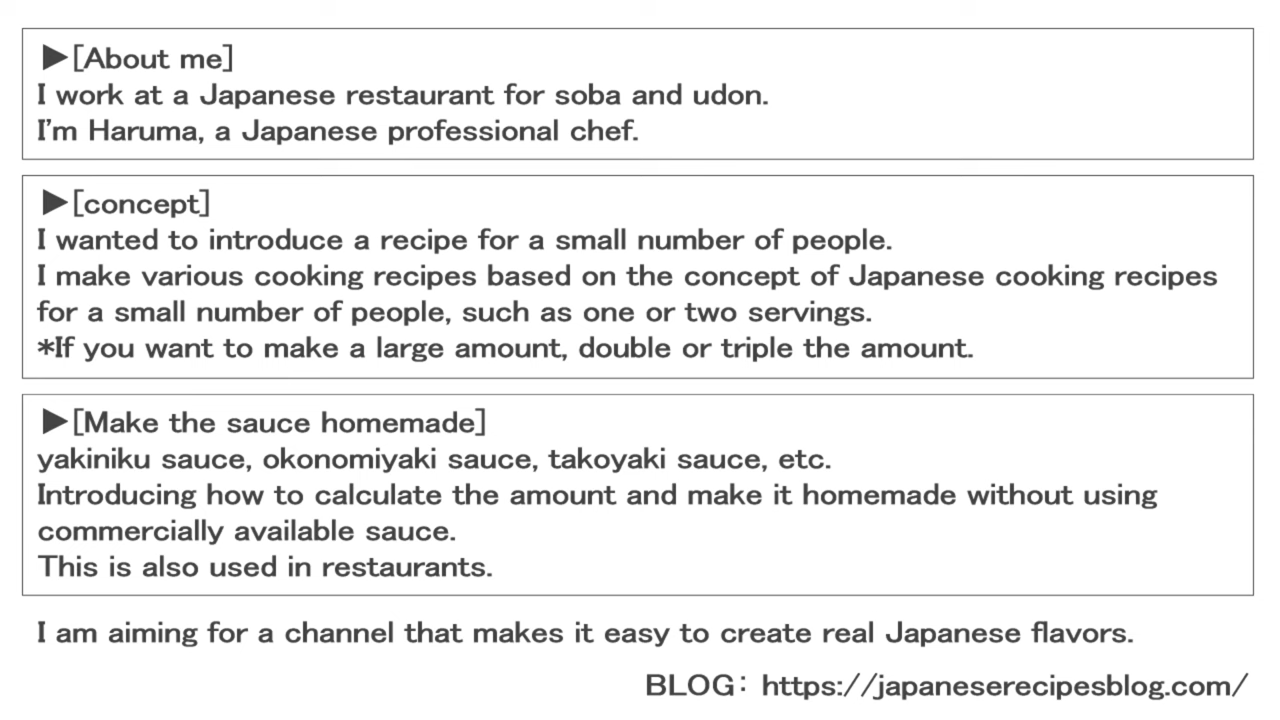 ▶[About me]
I work at a Japanese restaurant for soba and udon.
I'm Haruma, a Japanese professional chef.
▶[concept]
I wanted to introduce a recipe for a small number of people.
I make various cooking recipes based on the concept of Japanese cooking recipes
for a small number of people, such as one or two servings.
*If you want to make a large amount, double or triple the amount.
▶[Make the sauce homemade]
yakiniku sauce, okonomiyaki sauce, takoyaki sauce, etc.
Introducing how to calculate the amount and make it homemade without using
commercially available sauce.
This is also used in restaurants.
I am aiming for a channel that makes it easy to create real Japanese flavors.
BLOG： https://japaneserecipesblog.com/